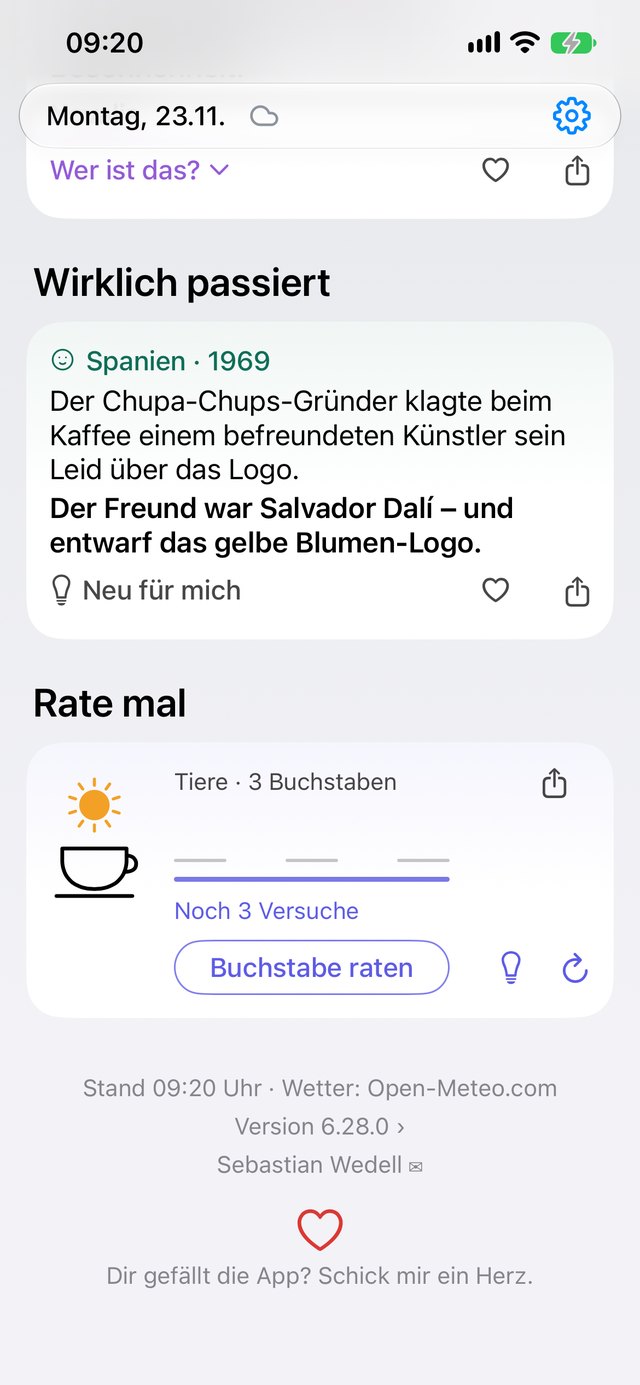 09:20
Montag, 23.11.
Wer ist das?
Wirklich passiert
Spanien · 1969
Der Chupa-Chups-Gründer klagte beim
Kaffee einem befreundeten Künstler sein
Leid über das Logo.
Der Freund war Salvador Dalí – und
entwarf das gelbe Blumen-Logo.
Neu für mich
Rate mal
Tiere · 3 Buchstaben
Noch 3 Versuche
Buchstabe raten
Stand 09:20 Uhr · Wetter: Open-Meteo.com
Version 6.28.0 ›
Sebastian Wedell ✉
Dir gefällt die App? Schick mir ein Herz.